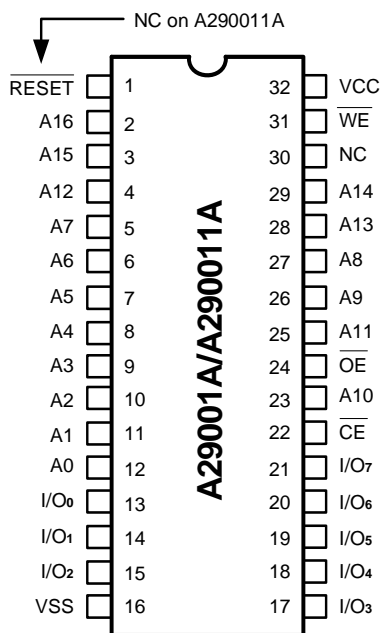 NC on A290011A
RESET 1 32 VCC
A16 2 31 WE
A15 3 30 NC
A12 4 29 A14
A7 5 28 A13
A6 6 27 A8
A5 7 26 A9
A4 8 25 A11
A3 9 24 OE
A2 10 23 A10
A1 11 22 CE
A0 12 21 I/O7
I/O0 13 20 I/O6
I/O1 14 19 I/O5
I/O2 15 18 I/O4
VSS 16 17 I/O3
A29001A/A290011A